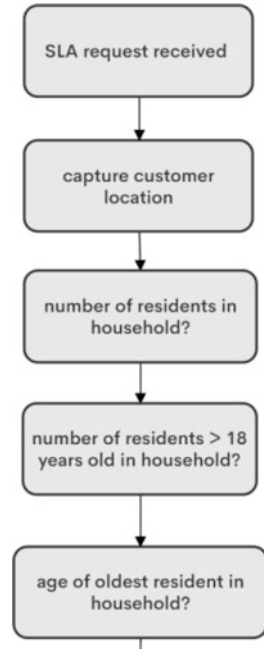 SLA request received
capture customer
location
number of residents in
household?
number of residents > 18
years old in household?
age of oldest resident in
household?